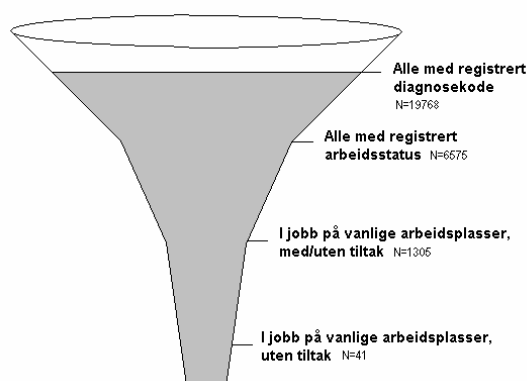 Alle med registrert
diagnosekode
N=19768
Alle med registrert
arbeidsstatus N=6575
I jobb på vanlige arbeidsplasser,
med/uten tiltak N=1305
I jobb på vanlige arbeidsplasser,
uten tiltak N=41